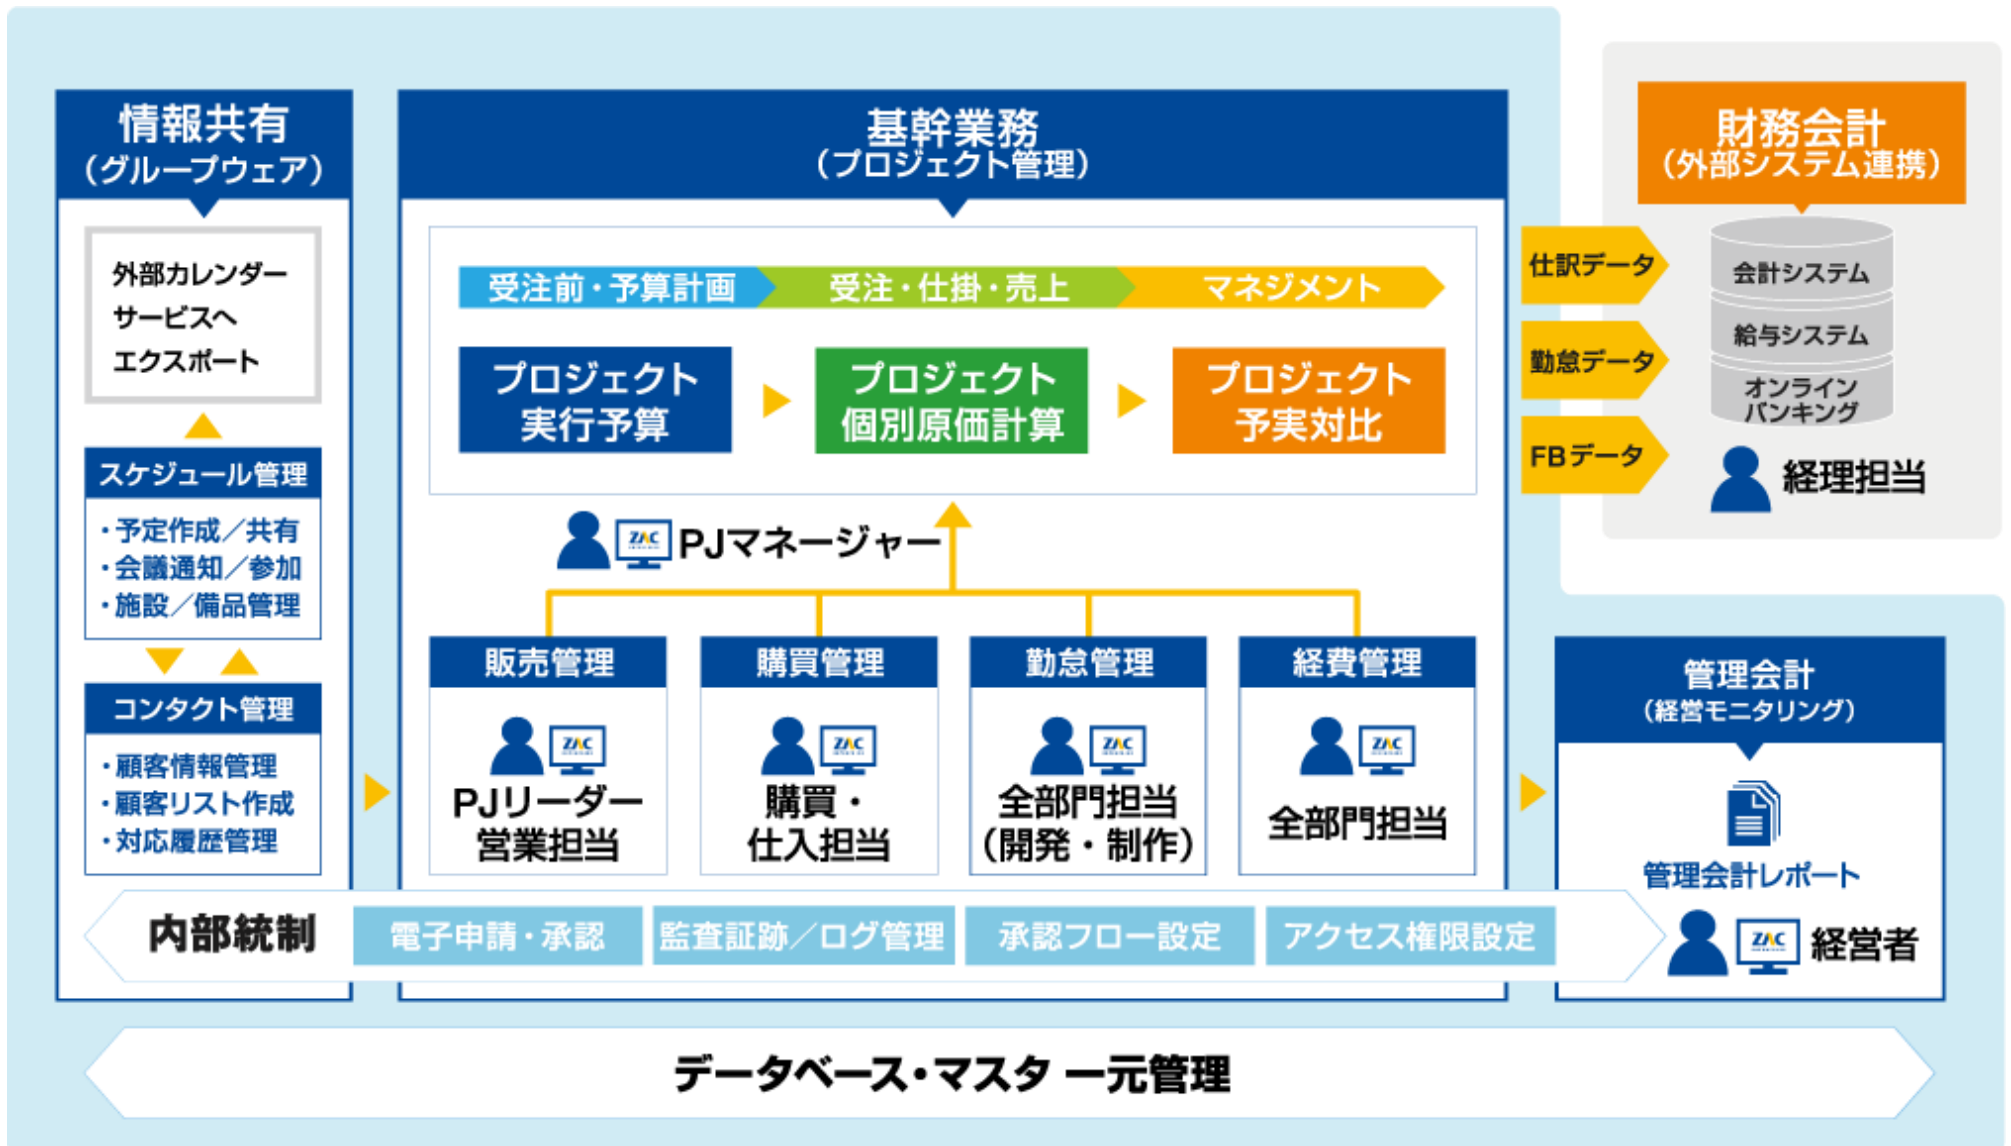 情報共有
（グループウェア）
外部カレンダー
サービスへ
エクスポート
スケジュール管理
・予定作成／共有
・会議通知／参加
・施設／備品管理
コンタクト管理
・顧客情報管理
・顧客リスト作成
・対応履歴管理
基幹業務
（プロジェクト管理）
受注前・予算計画
受注・仕掛・売上
マネジメント
プロジェクト
実行予算
プロジェクト
個別原価計算
プロジェクト
予実対比
ZAC
PJマネージャー
販売管理
ZAC
PJリーダー
営業担当
購買管理
ZAC
購買・
仕入担当
勤怠管理
ZAC
全部門担当
（開発・制作）
経費管理
ZAC
全部門担当
仕訳データ
勤怠データ
FBデータ
財務会計
（外部システム連携）
会計システム
給与システム
オンライン
バンキング
経理担当
管理会計
（経営モニタリング）
管理会計レポート
ZAC
経営者
内部統制
電子申請・承認
監査証跡／ログ管理
承認フロー設定
アクセス権限設定
データベース・マスタ 一元管理